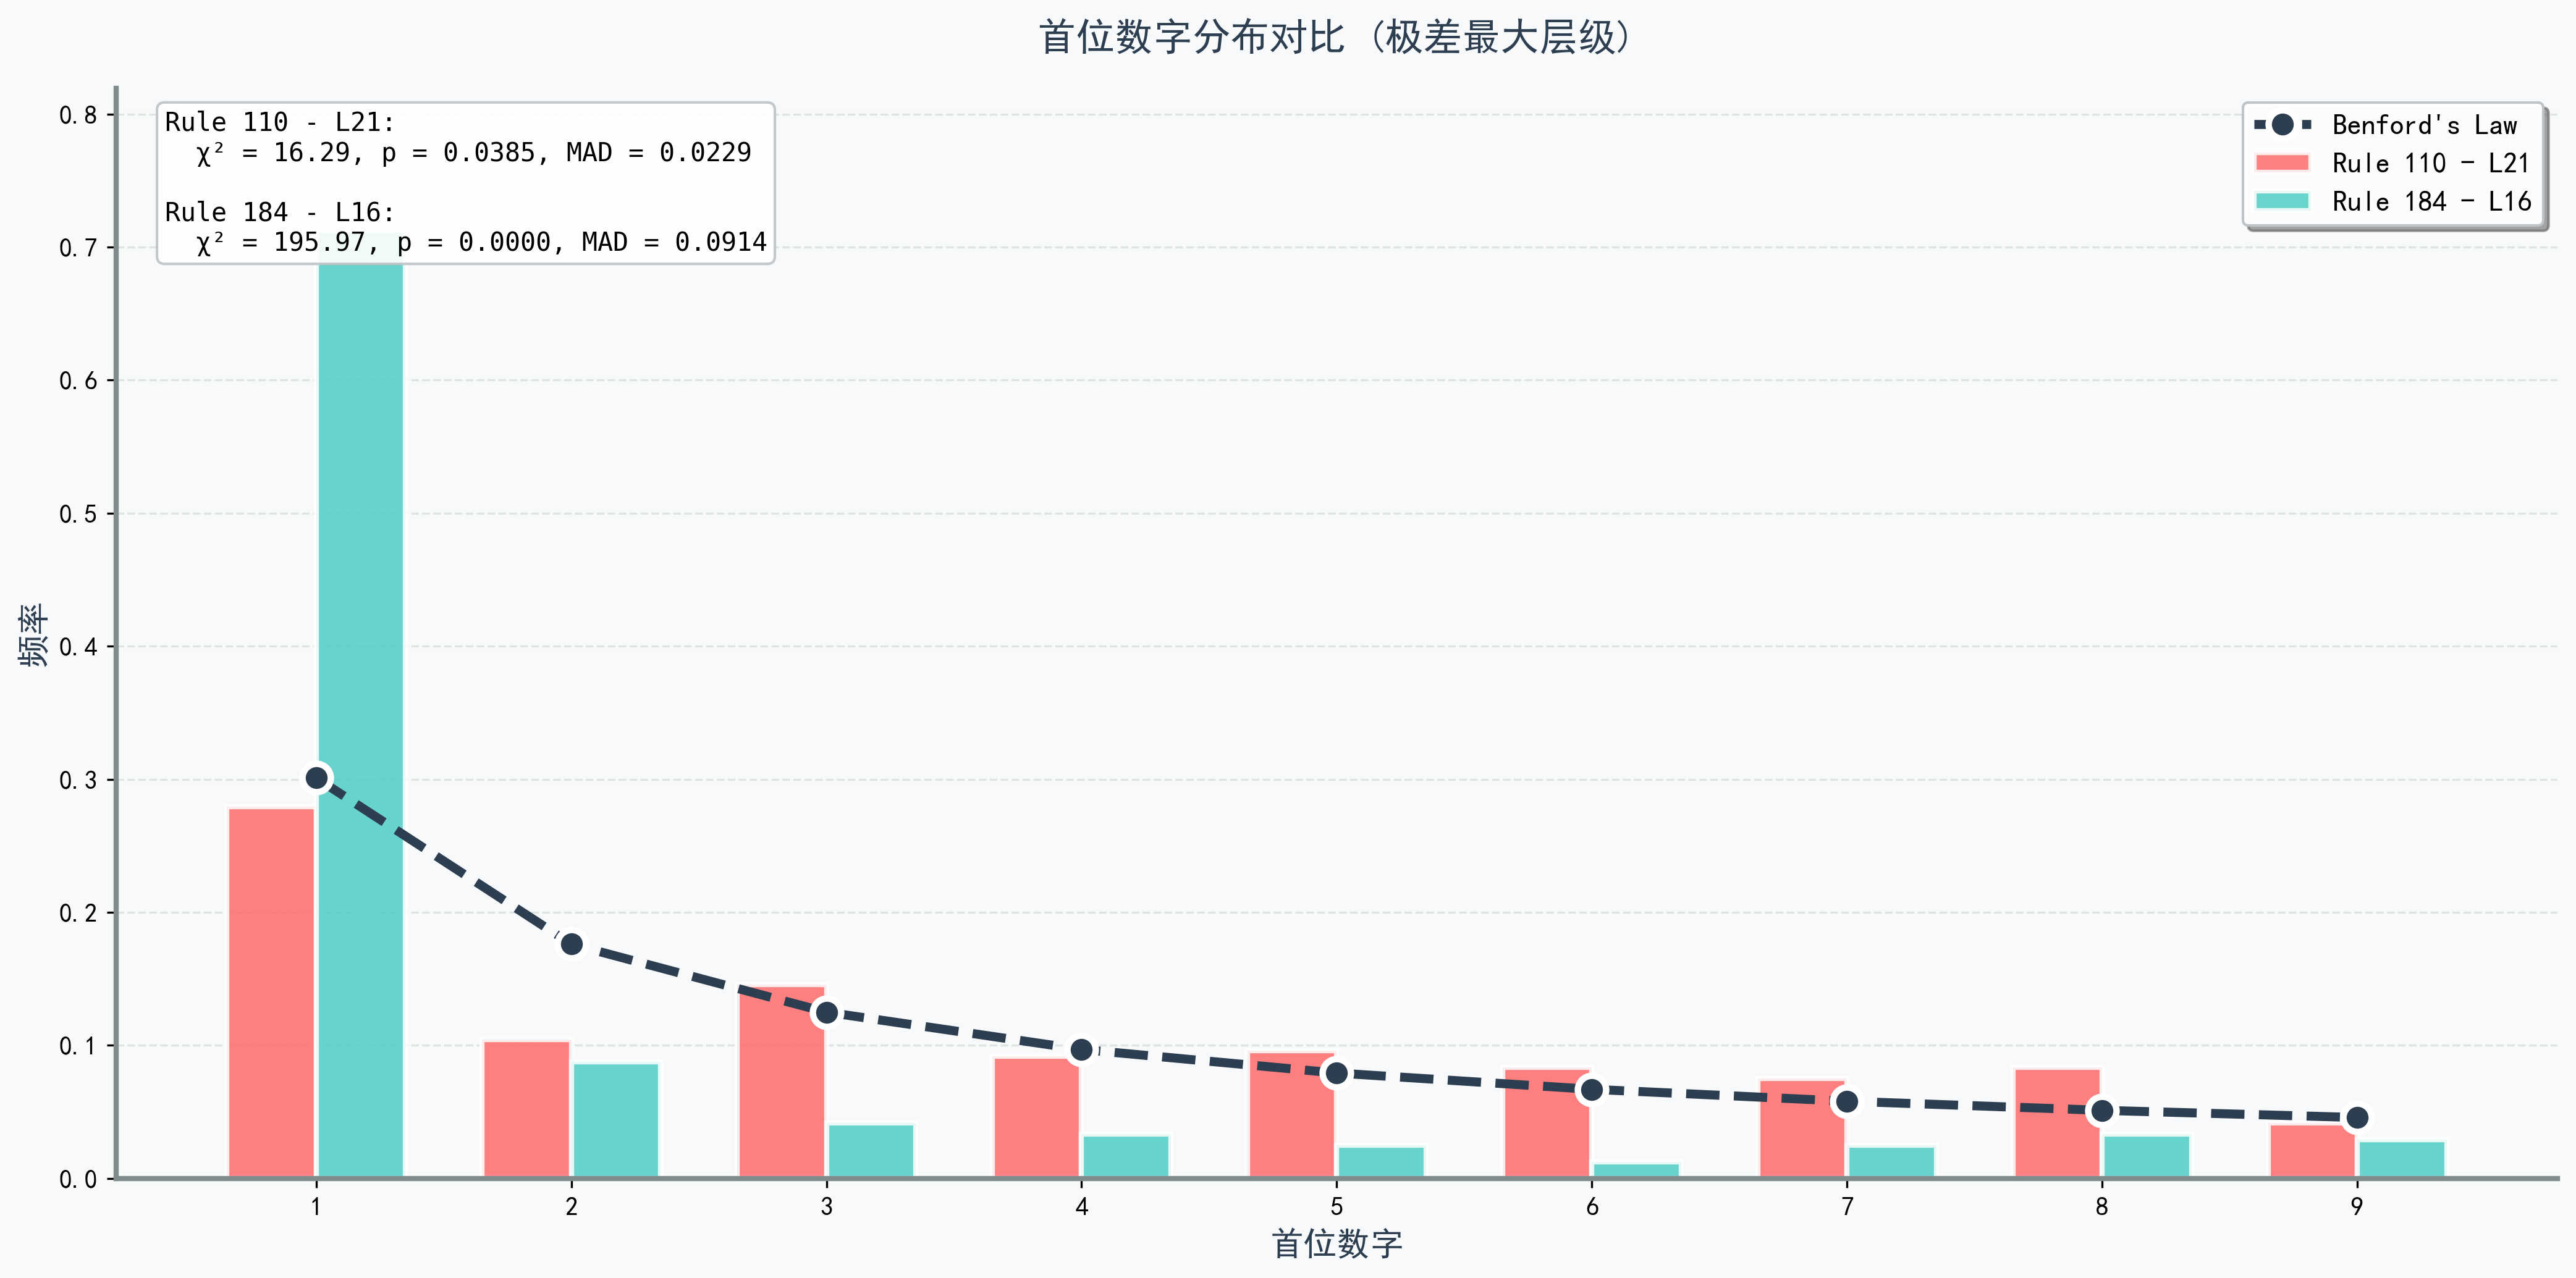 首位数字分布对比 (极差最大层级)
Rule 110 - L21:
χ² = 16.29, p = 0.0385, MAD = 0.0229
Rule 184 - L16:
χ² = 195.97, p = 0.0000, MAD = 0.0914
Benford's Law
Rule 110 - L21
Rule 184 - L16
频率
0.8
0.7
0.6
0.5
0.4
0.3
0.2
0.1
0.0
1 2 3 4 5 6 7 8 9
首位数字